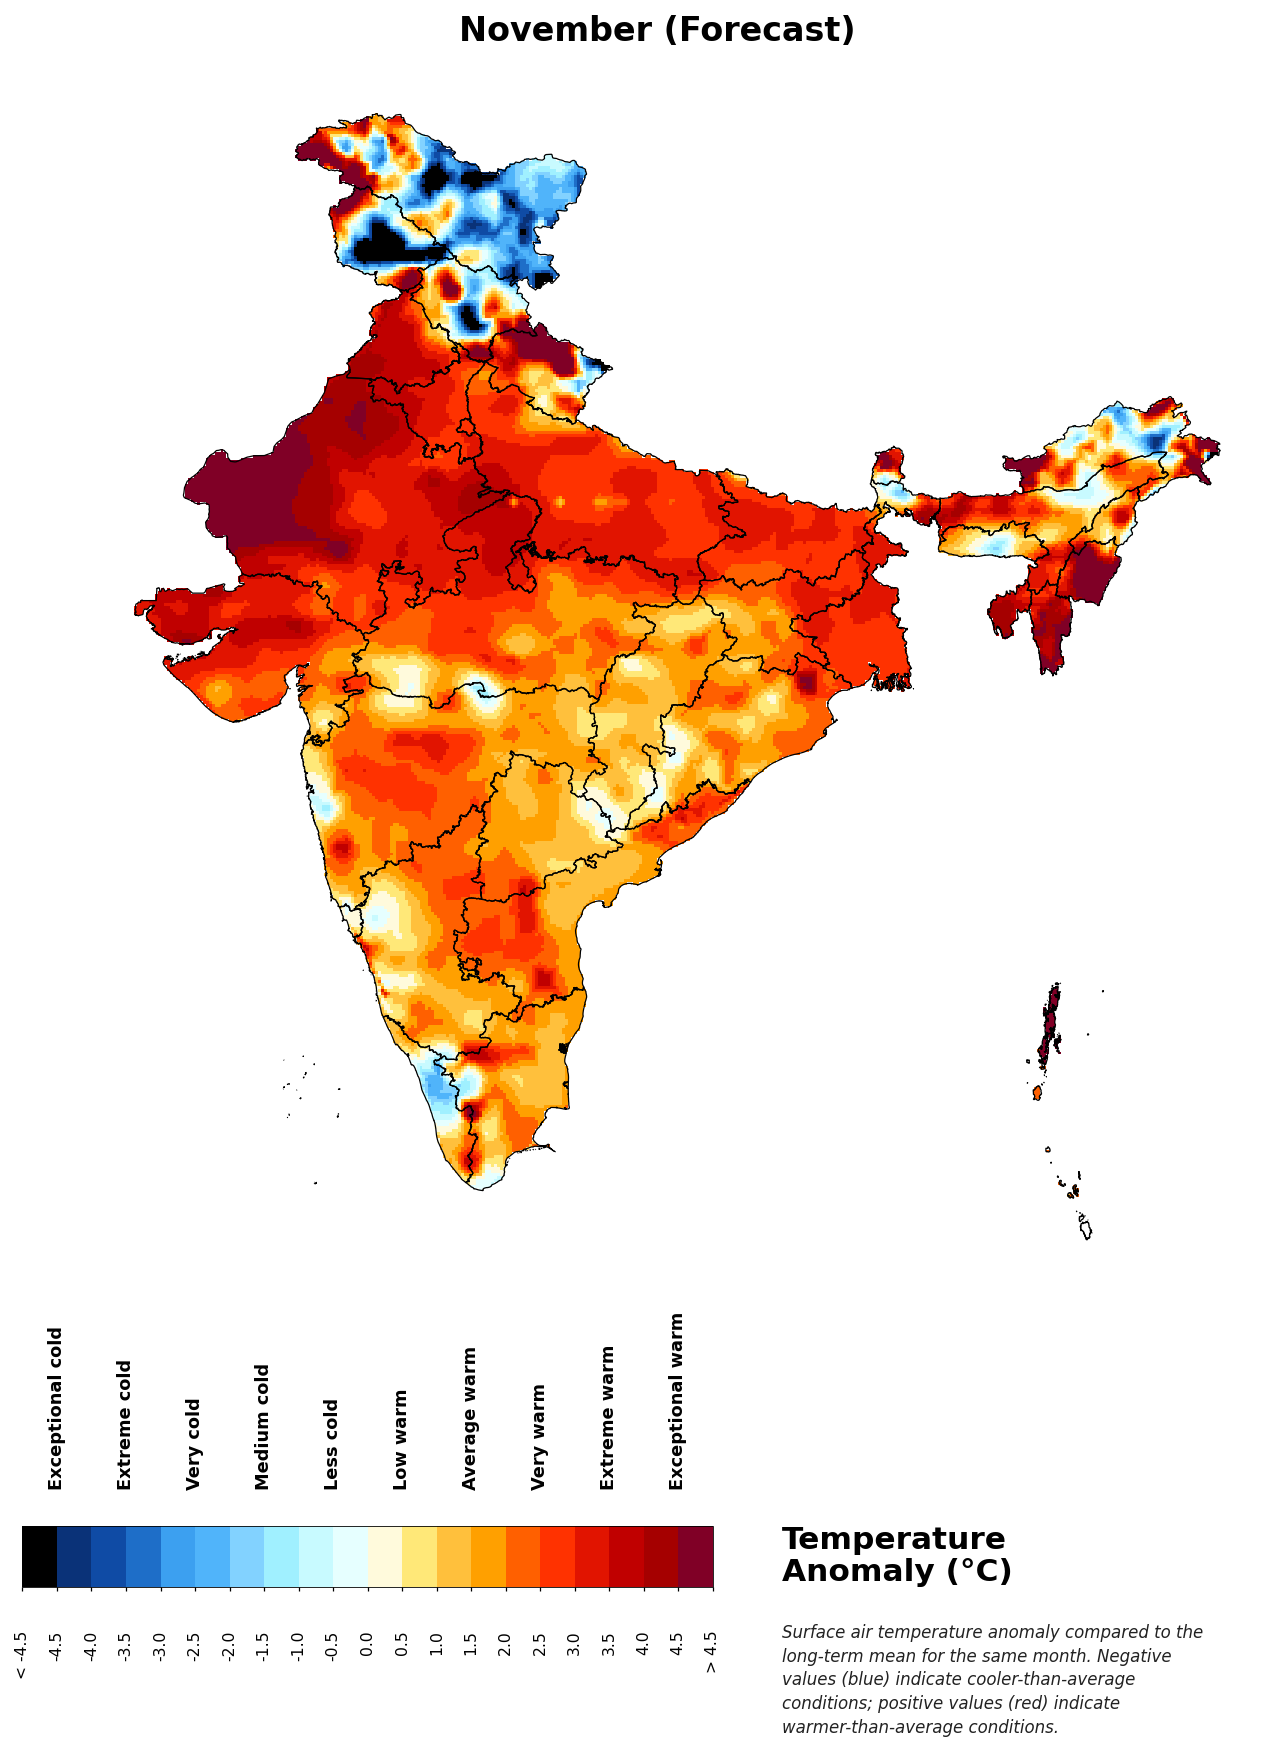 November (Forecast)
Exceptional cold
Extreme cold
Very cold
Medium cold
Less cold
Low warm
Average warm
Very warm
Extreme warm
Exceptional warm
< -4.5
-4.5
-4.0
-3.5
-3.0
-2.5
-2.0
-1.5
-1.0
-0.5
0.0
0.5
1.0
1.5
2.0
2.5
3.0
3.5
4.0
4.5
> 4.5
Temperature
Anomaly (°C)
Surface air temperature anomaly compared to the
long-term mean for the same month. Negative
values (blue) indicate cooler-than-average
conditions; positive values (red) indicate
warmer-than-average conditions.